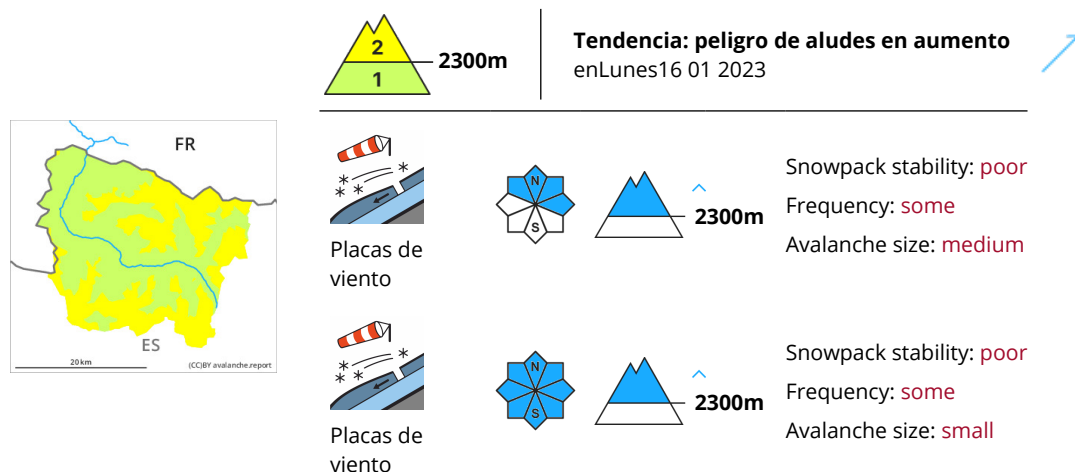 2
1
2300m
Tendencia: peligro de aludes en aumento
enLunes16 01 2023
FR
ES
20 km
(CC)BY avalanche.report
Placas de
viento
N
S
2300m
Snowpack stability: poor
Frequency: some
Avalanche size: medium
Placas de
viento
N
S
2300m
Snowpack stability: poor
Frequency: some
Avalanche size: small